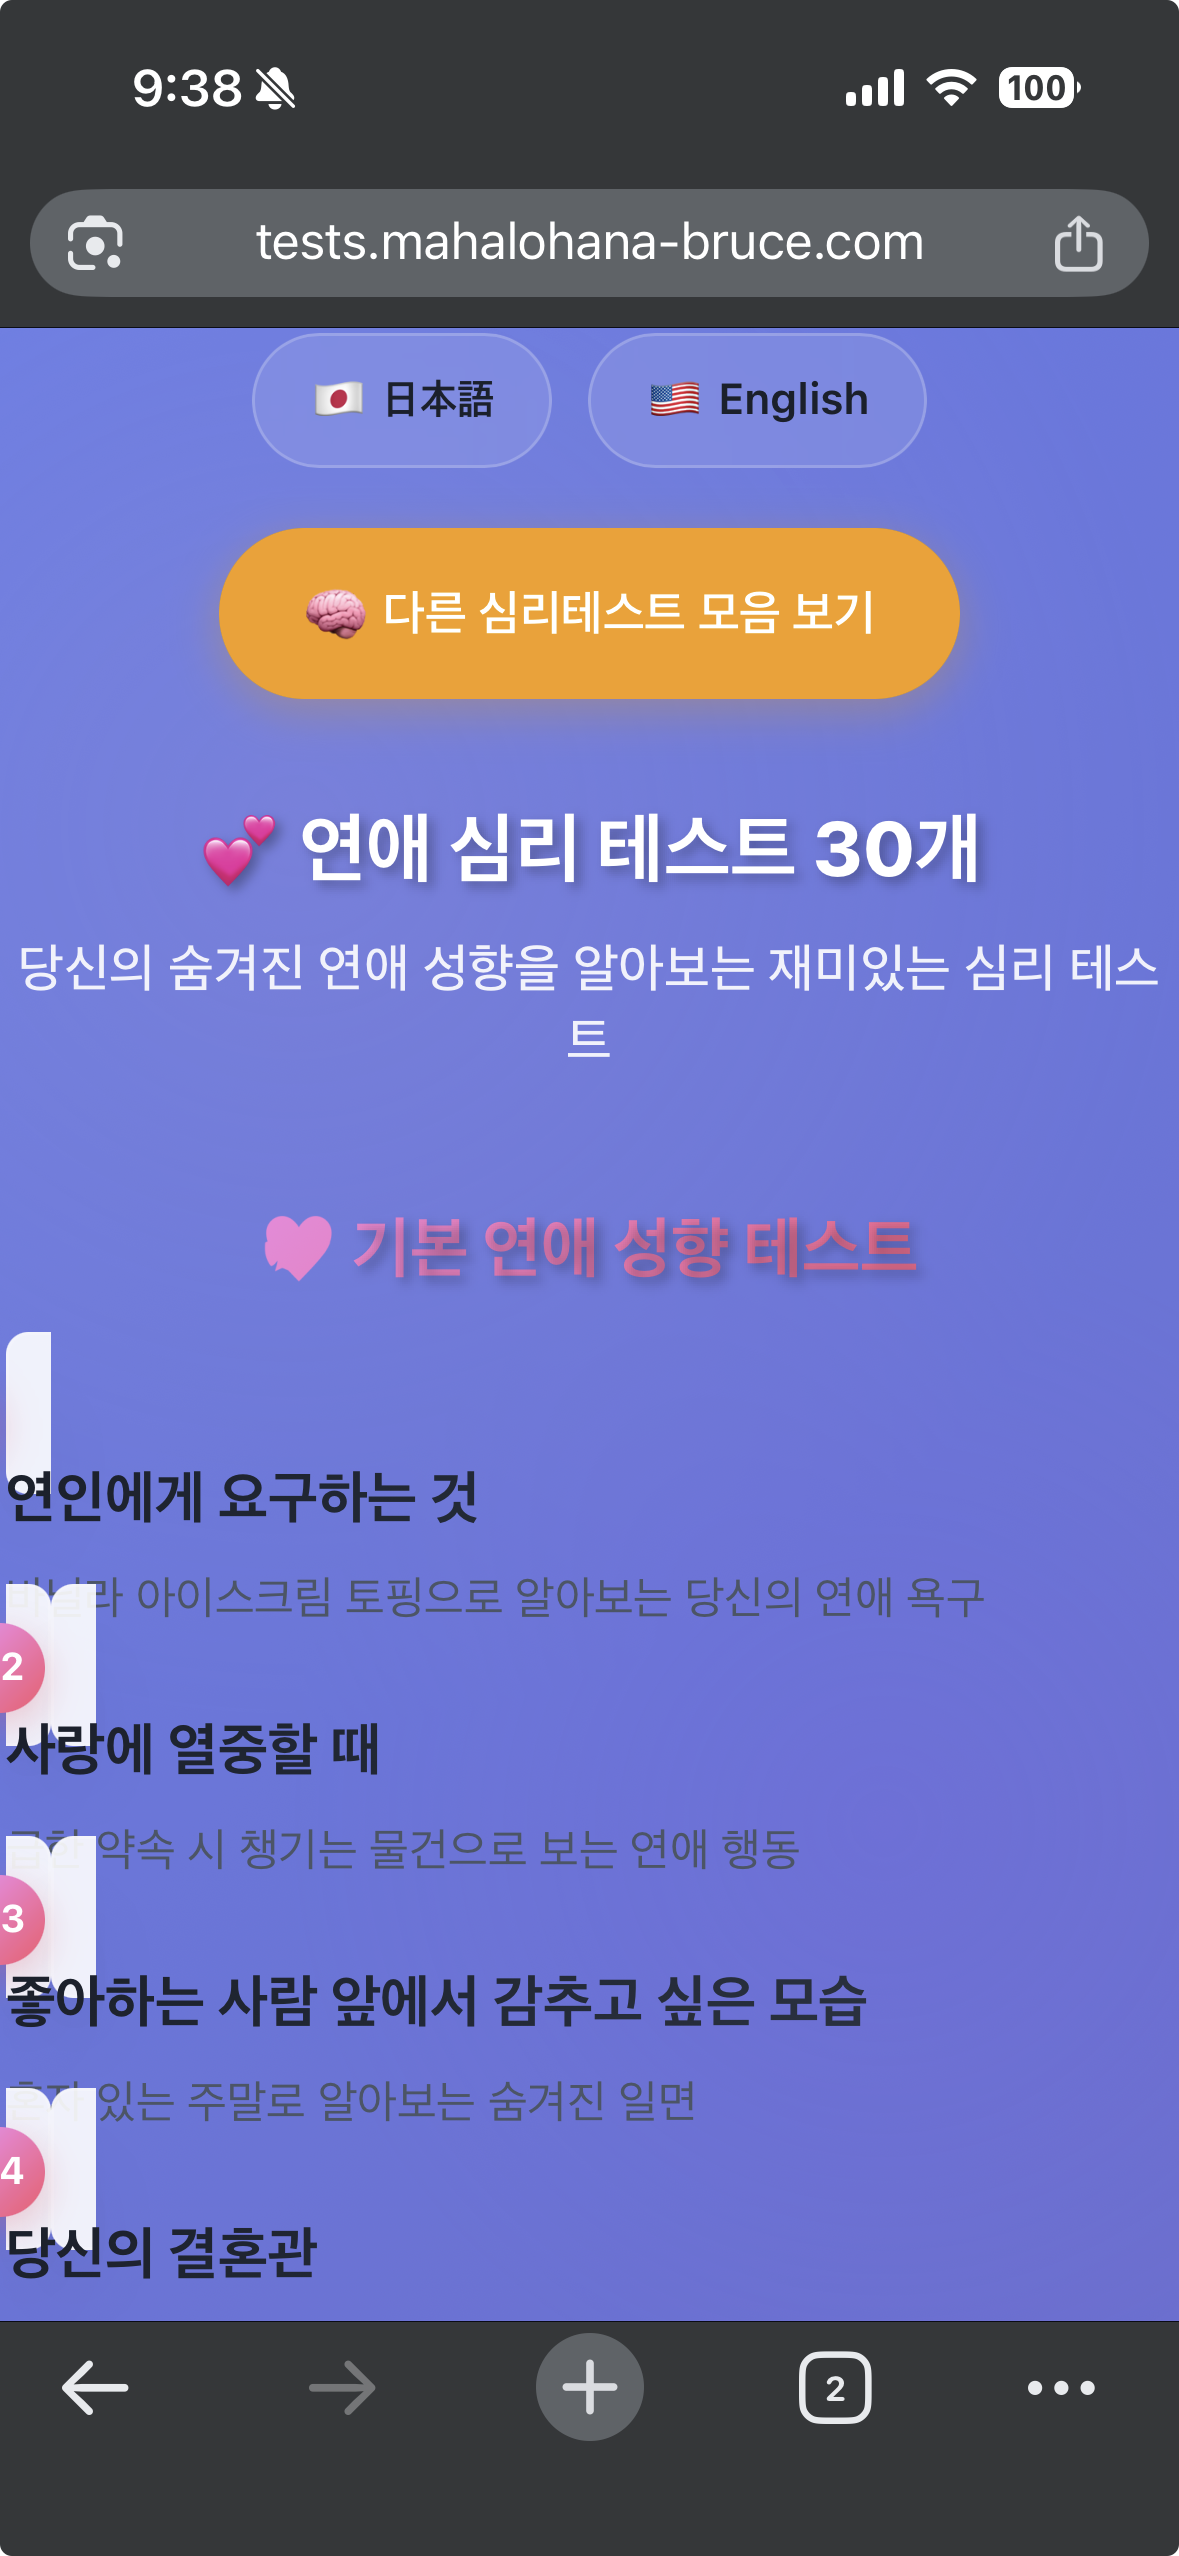 9:38
100
tests.mahalohana-bruce.com
日本語
English
다른 심리테스트 모음 보기
연애 심리 테스트 30개
당신의 숨겨진 연애 성향을 알아보는 재미있는 심리 테스
트
기본 연애 성향 테스트
연인에게 요구하는 것
바닐라 아이스크림 토핑으로 알아보는 당신의 연애 욕구
2
사랑에 열중할 때
급한 약속 시 챙기는 물건으로 보는 연애 행동
3
좋아하는 사람 앞에서 감추고 싶은 모습
혼자 있는 주말로 알아보는 숨겨진 일면
4
당신의 결혼관
2